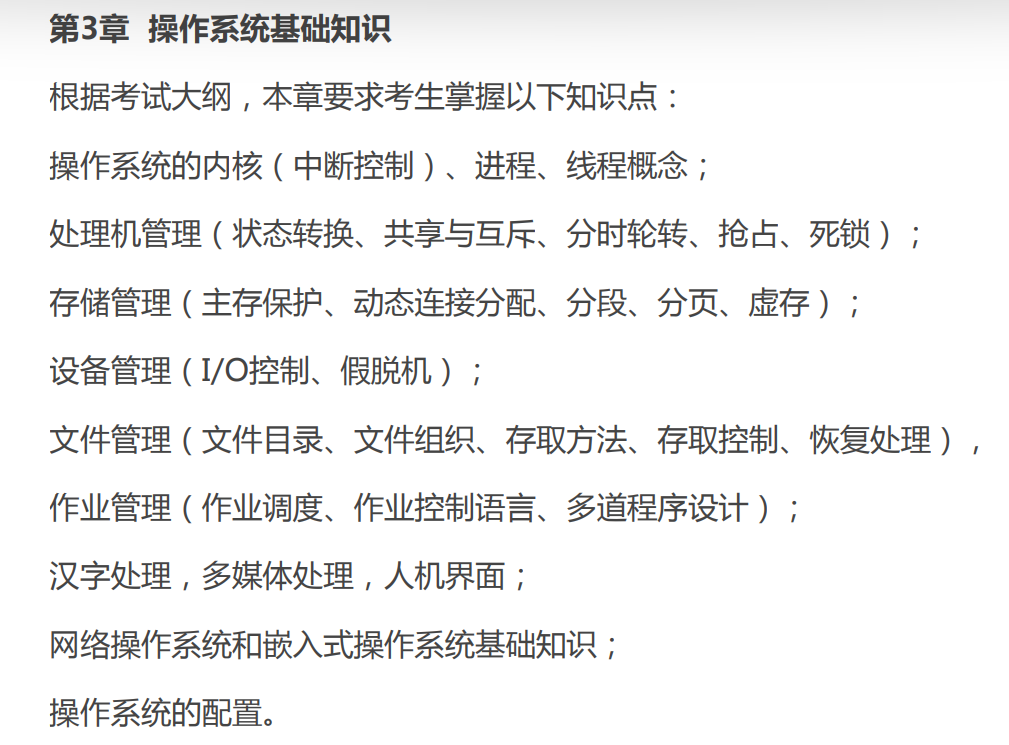 第3章 操作系统基础知识
根据考试大纲，本章要求考生掌握以下知识点：
操作系统的内核（中断控制）、进程、线程概念；
处理机管理（状态转换、共享与互斥、分时轮转、抢占、死锁）；
存储管理（主存保护、动态连接分配、分段、分页、虚存）；
设备管理（I/O控制、假脱机）；
文件管理（文件目录、文件组织、存取方法、存取控制、恢复处理），
作业管理（作业调度、作业控制语言、多道程序设计）；
汉字处理，多媒体处理，人机界面；
网络操作系统和嵌入式操作系统基础知识；
操作系统的配置。